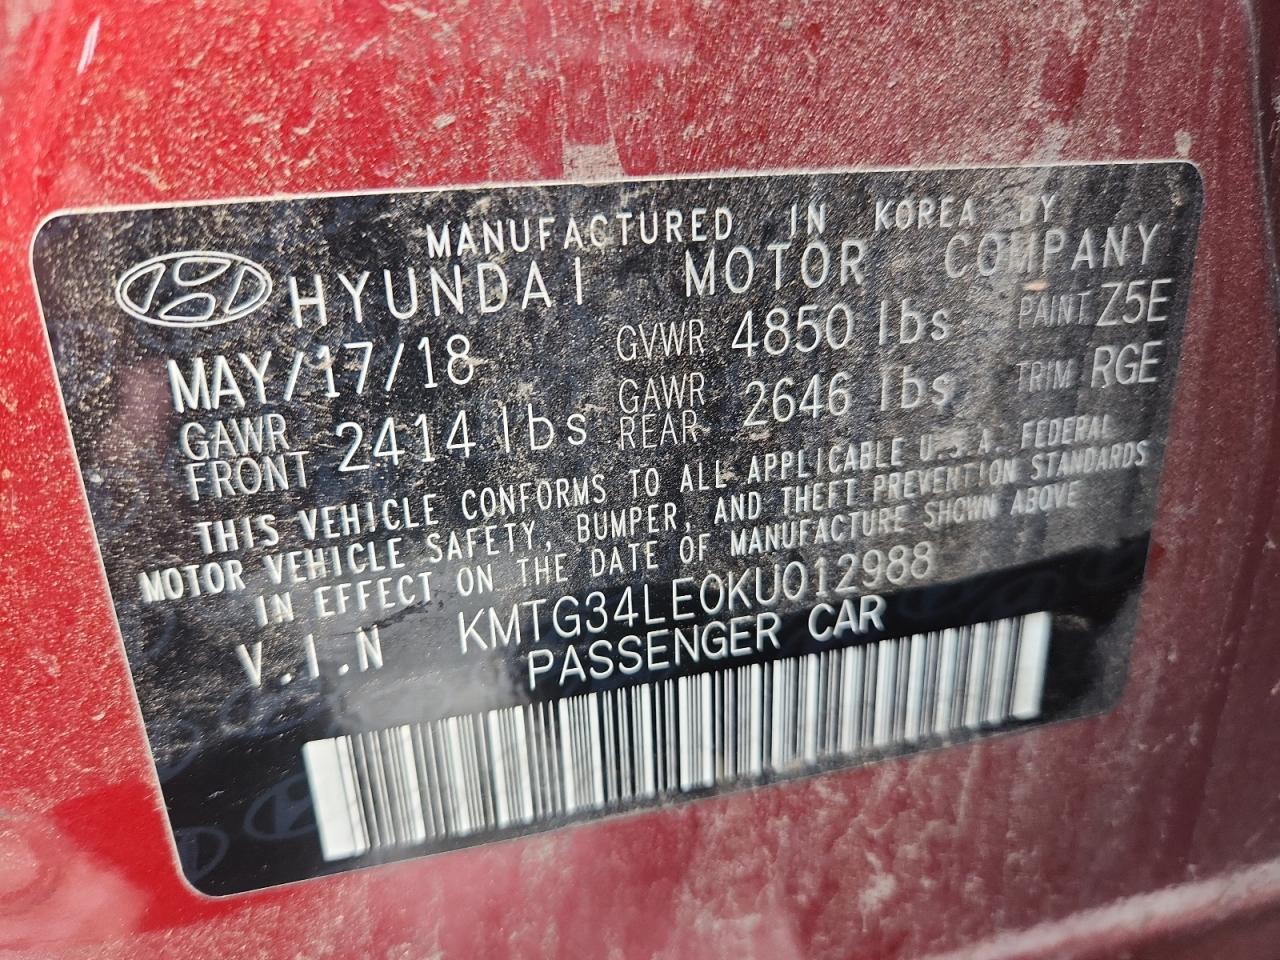 MANUFACTURED IN KOREA BY
HYUNDAI MOTOR COMPANY
MAY/17/18 GVWR 4850 lbs PAINT Z5E
GAWR FRONT 2414 lbs GAWR REAR 2646 lbs TRIM RGE
THIS VEHICLE CONFORMS TO ALL APPLICABLE U.S.A. FEDERAL
MOTOR VEHICLE SAFETY, BUMPER, AND THEFT PREVENTION STANDARDS
IN EFFECT ON THE DATE OF MANUFACTURE SHOWN ABOVE
V.I.N KMTG34LE0KU012988
PASSENGER CAR